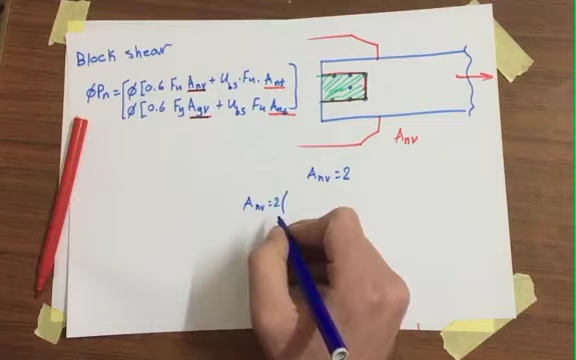 Block shear
ϕPn = [ϕ[0.6 Fu Anv + Ubs · Fu · Ant
ϕ[0.6 Fy Agv + Ubs Fu Ant]
Anv
Anv = 2
Anv = 2(